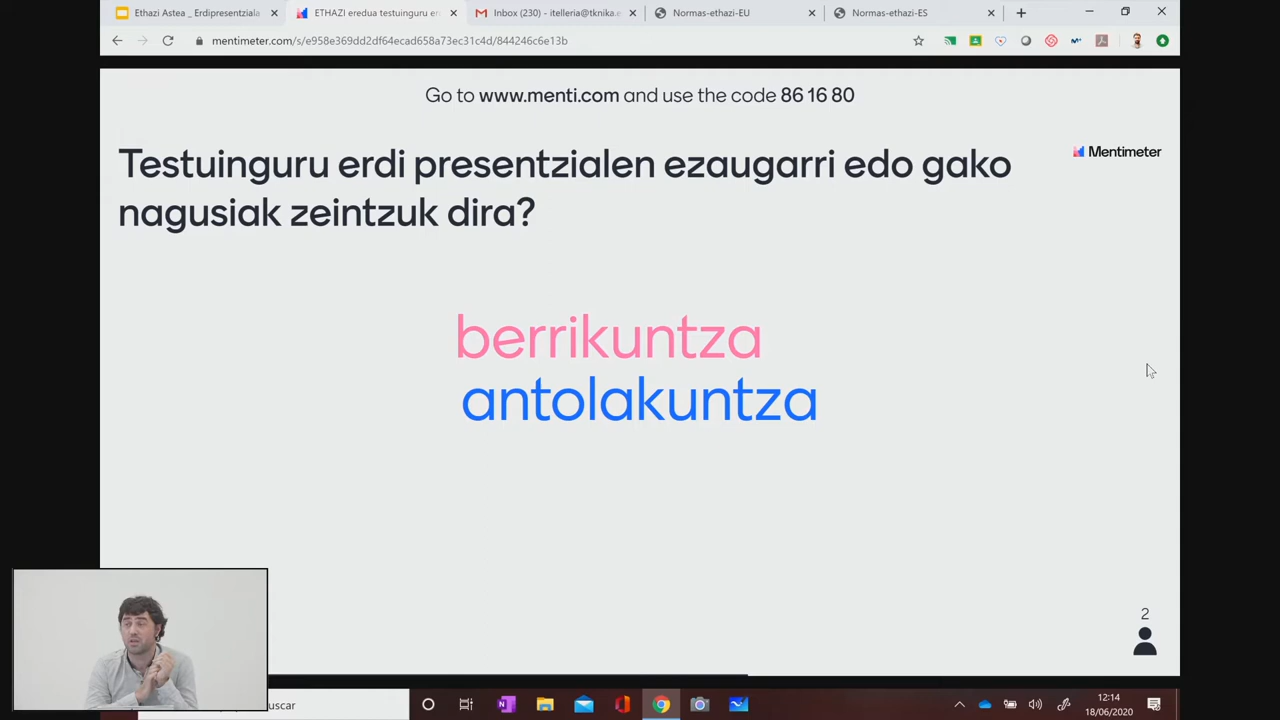 Ethazi Astea _ Erdipresentziala
ETHAZI eredua testuinguru er
Inbox (230) - itelleria@tknika.e
Normas-ethazi-EU
Normas-ethazi-ES
mentimeter.com/s/e958e369dd2df64ecad658a73ec31c4d/844246c6e13b
Go to www.menti.com and use the code 86 16 80
Mentimeter
Testuinguru erdi presentzialen ezaugarri edo gako
nagusiak zeintzuk dira?
berrikuntza
antolakuntza
2
uscar
12:14
18/06/2020